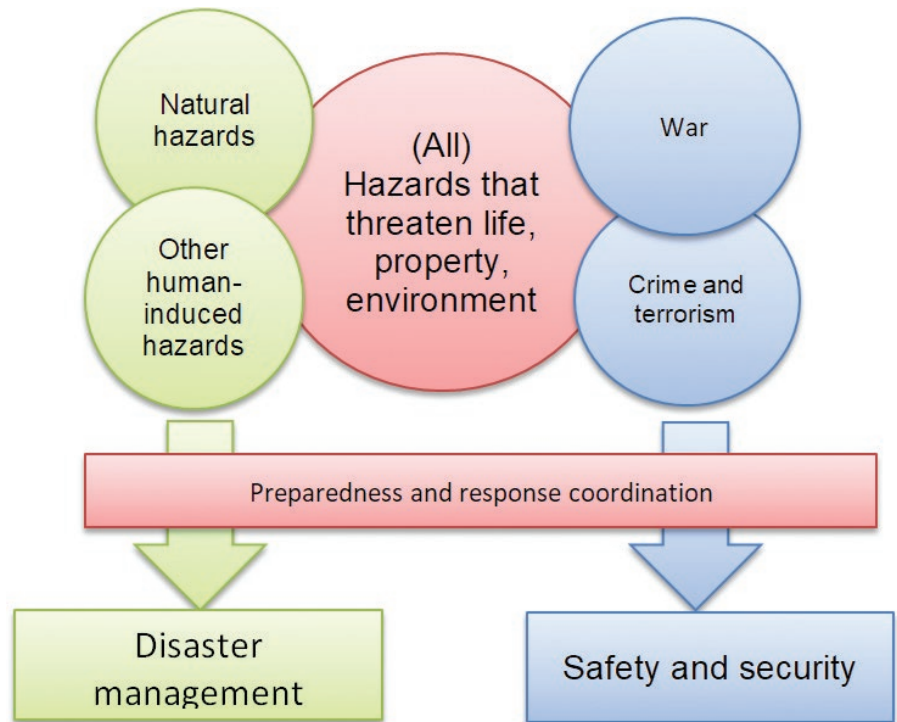 Natural
hazards
Other
human-
induced
hazards
(All)
Hazards that
threaten life,
property,
environment
War
Crime and
terrorism
Preparedness and response coordination
Disaster
management
Safety and security